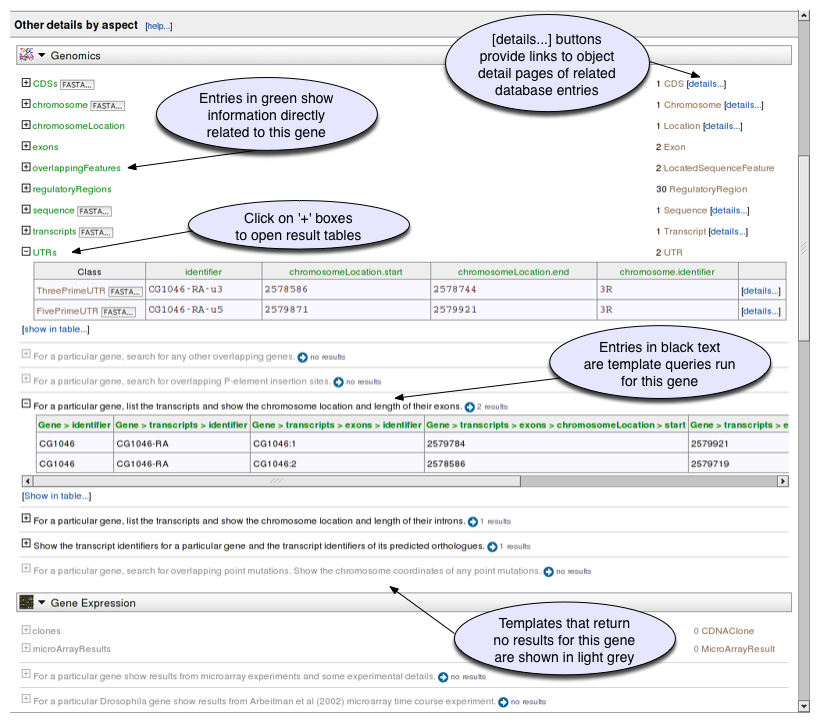 Other details by aspect [help...]
[details...] buttons
provide links to object
detail pages of related
database entries
Genomics
CDSs FASTA... 1 CDS [details...]
Entries in green show
information directly
related to this gene
chromosome FASTA... 1 Chromosome [details...]
chromosomeLocation 1 Location [details...]
exons 2 Exon
overlappingFeatures 2 LocatedSequenceFeature
regulatoryRegions 30 RegulatoryRegion
sequence FASTA... 1 Sequence [details...]
Click on '+' boxes
to open result tables
transcripts FASTA... 1 Transcript [details...]
UTRs 2 UTR
Class identifier chromosomeLocation.start chromosomeLocation.end chromosome.identifier
ThreePrimeUTR FASTA... CG1046-RA-u3 2578586 2578744 3R [details...]
FivePrimeUTR FASTA... CG1046-RA-u5 2579871 2579921 3R [details...]
[show in table...]
For a particular gene, search for any other overlapping genes. no results
Entries in black text
are template queries run
for this gene
For a particular gene, search for overlapping P-element insertion sites. no results
For a particular gene, list the transcripts and show the chromosome location and length of their exons. 2 results
Gene > identifier Gene > transcripts > identifier Gene > transcripts > exons > identifier Gene > transcripts > exons > chromosomeLocation > start Gene > transcripts > e
CG1046 CG1046-RA CG1046:1 2579784 2579921
CG1046 CG1046-RA CG1046:2 2578586 2579719
[Show in table...]
For a particular gene, list the transcripts and show the chromosome location and length of their introns. 1 results
Show the transcript identifiers for a particular gene and the transcript identifiers of its predicted orthologues. 1 results
For a particular gene, search for overlapping point mutations. Show the chromosome coordinates of any point mutations. no results
Gene Expression
Templates that return
no results for this gene
are shown in light grey
clones 0 CDNAClone
microArrayResults 0 MicroArrayResult
For a particular gene show results from microarray experiments and some experimental details. no results
For a particular Drosophila gene show results from Arbeitman et al (2002) microarray time course experiment. no results